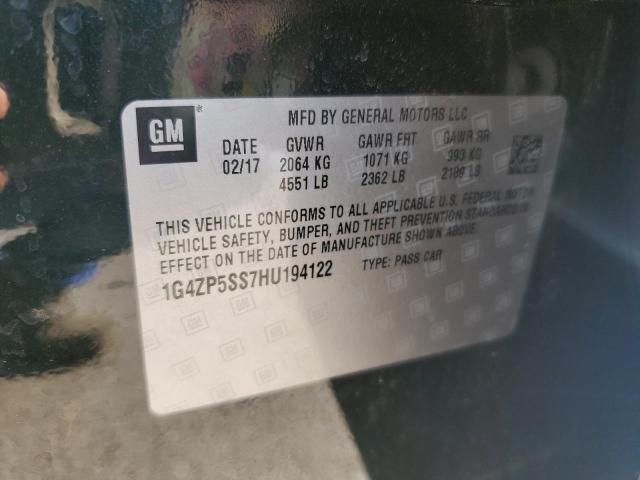 GM
MFD BY GENERAL MOTORS LLC
DATE GVWR GAWR FRT GAWR RR
02/17 2064 KG 1071 KG 993 KG
4551 LB 2362 LB 2189 LB
THIS VEHICLE CONFORMS TO ALL APPLICABLE U.S. FEDERAL MOTOR
VEHICLE SAFETY, BUMPER, AND THEFT PREVENTION STANDARDS IN
EFFECT ON THE DATE OF MANUFACTURE SHOWN ABOVE.
1G4ZP5SS7HU194122 TYPE: PASS CAR